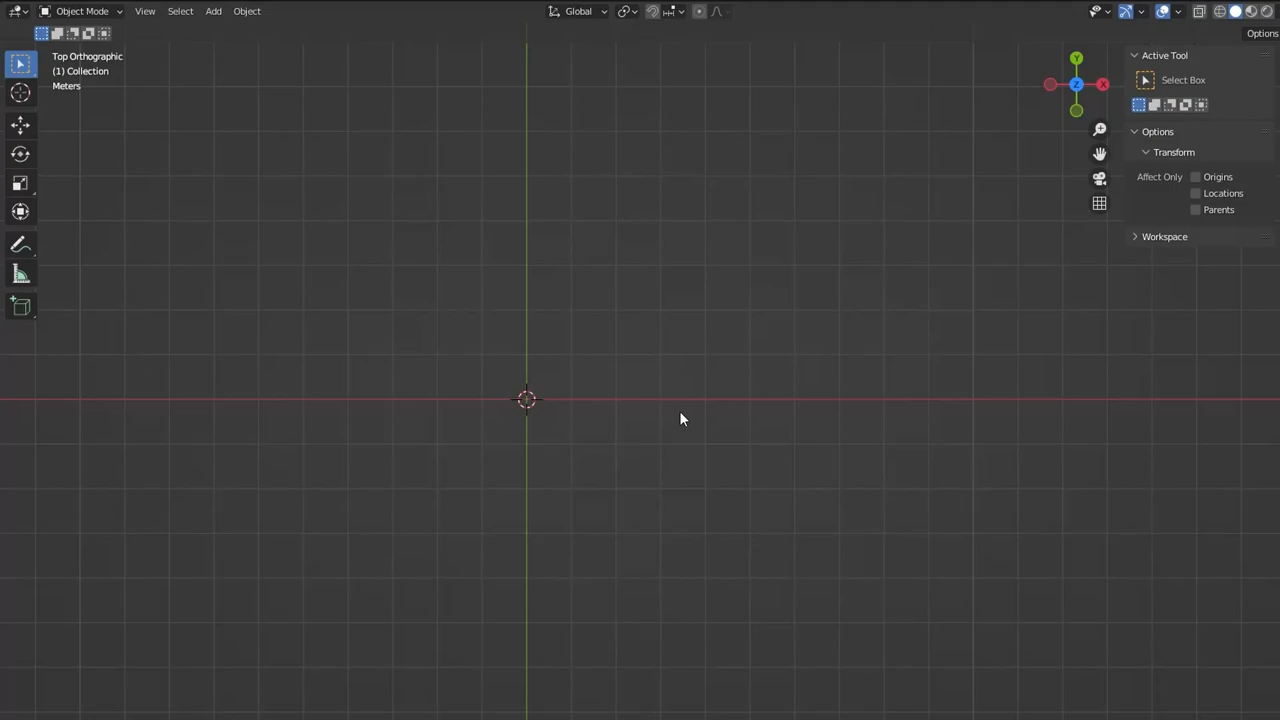 Object Mode View Select Add Object Global
Options
Top Orthographic
(1) Collection
Meters
Y
Z
X
Active Tool
Select Box
Options
Transform
Affect Only Origins
Locations
Parents
Workspace